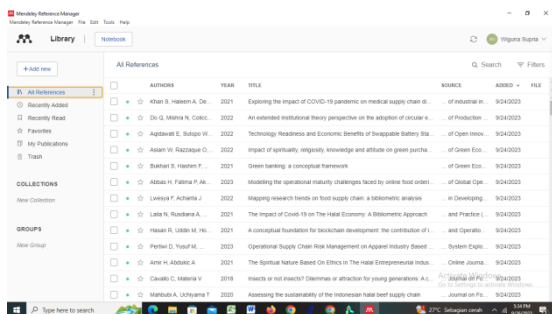 Mendeley Reference Manager
Mendeley Reference Manager File Edit Tools Help
Library
Notebook
Wiguna Supria
+Add new
All References
Search
Filters
All References
Recently Added
Recently Read
Favorites
My Publications
Trash
COLLECTIONS
New Collection
GROUPS
New Group
AUTHORS YEAR TITLE SOURCE ADDED FILE
Khan S, Haleem A, De... 2021 Exploring the impact of COVID-19 pandemic on medical supply chain di... ... of Industrial In... 9/24/2023
Do Q, Mishra N, Colicc... 2022 An extended institutional theory perspective on the adoption of circular e... ... of Production ... 9/24/2023
Aqidawati E, Sutopo W... 2022 Technology Readiness and Economic Benefits of Swappable Battery Sta... ... of Open Innov... 9/24/2023
Aslam W, Razzaque O,... 2022 Impact of spirituality, religiosity, knowledge and attitude on green purcha... ... of Green Eco... 9/24/2023
Bukhari S, Hashim F, ... 2021 Green banking: a conceptual framework ... of Green Eco... 9/24/2023
Abbas H, Fatima P, Ak... 2023 Modelling the operational maturity challenges faced by online food orderi... ... of Global Ope... 9/24/2023
Lwesya F, Achanta J 2022 Mapping research trends on food supply chain: a bibliometric analysis ... in Developing... 9/24/2023
Laila N, Rusdiana A, ... 2021 The Impact of Covid-19 on The Halal Economy: A Bibliometric Approach ... and Practice (... 9/24/2023
Hasan R, Uddin M, Ho... 2021 A conceptual foundation for blockchain development: the contribution of I... ... and Operatio... 9/24/2023
Pertiwi D, Yusuf M, ... 2023 Operational Supply Chain Risk Management on Apparel Industry Based ... ... System Explo... 9/24/2023
Amir H, Abdukic A 2021 The Spiritual Nature Based On Ethics In The Halal Entrepreneurial Indus... ... Online Journa... 9/24/2023
Cavallo C, Materia V 2018 Insects or not insects? Dilemmas or attraction for young generations: A c... ... Journal on Fo... 9/24/2023
Mahbubi A, Uchiyama T 2020 Assessing the sustainability of the Indonesian halal beef supply chain ... Journal on Fo... 9/24/2023
Activate Windows
Go to Settings to activate Windows.
Type here to search
27°C Sebagian cerah
5:04 PM